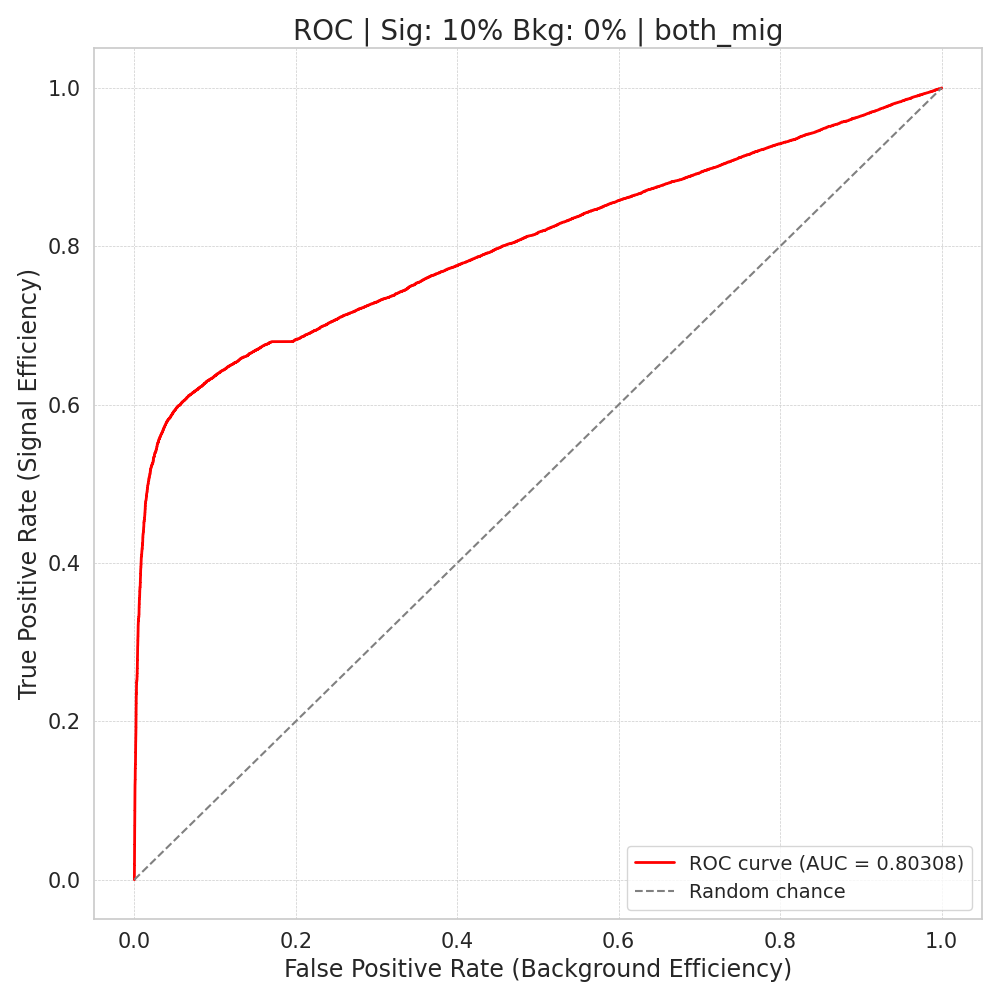 ROC | Sig: 10% Bkg: 0% | both_mig
True Positive Rate (Signal Efficiency)
1.0
0.8
0.6
0.4
0.2
0.0
ROC curve (AUC = 0.80308)
Random chance
0.0 0.2 0.4 0.6 0.8 1.0
False Positive Rate (Background Efficiency)